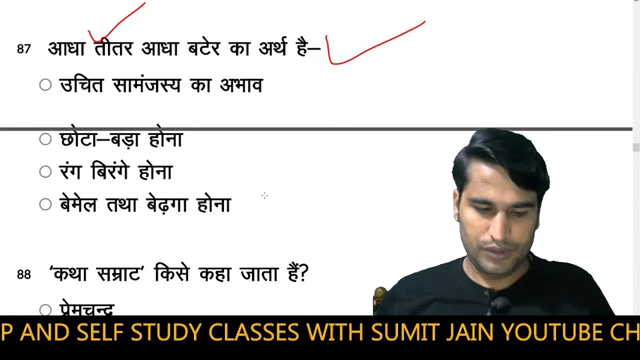 87 आधा तीतर आधा बटेर का अर्थ है–
उचित सामंजस्य का अभाव
छोटा–बड़ा होना
रंग बिरंगे होना
बेमेल तथा बेढ़गा होना
88 'कथा सम्राट' किसे कहा जाता हैं?
प्रेमचन्द
P AND SELF STUDY CLASSES WITH SUMIT JAIN YOUTUBE CH